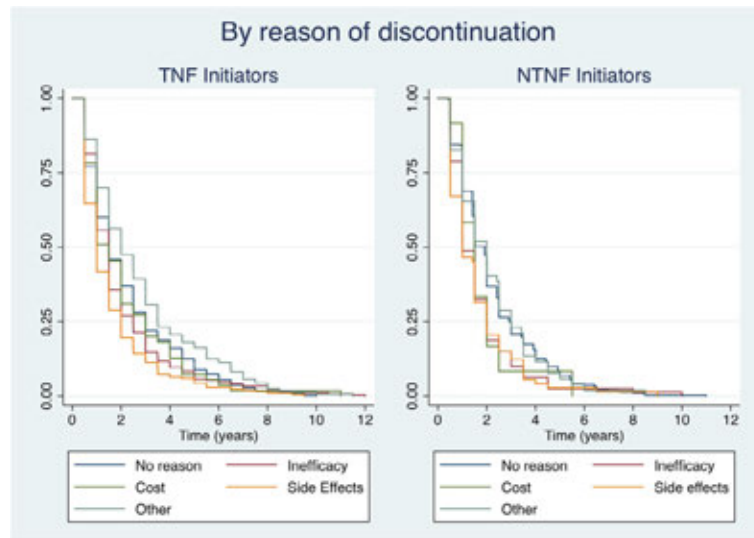 By reason of discontinuation
TNF Initiators
1.00
0.75
0.50
0.25
0.00
0 2 4 6 8 10 12
Time (years)
No reason Inefficacy
Cost Side Effects
Other
NTNF Initiators
1.00
0.75
0.50
0.25
0.00
0 2 4 6 8 10 12
Time (years)
No reason Inefficacy
Cost Side effects
Other